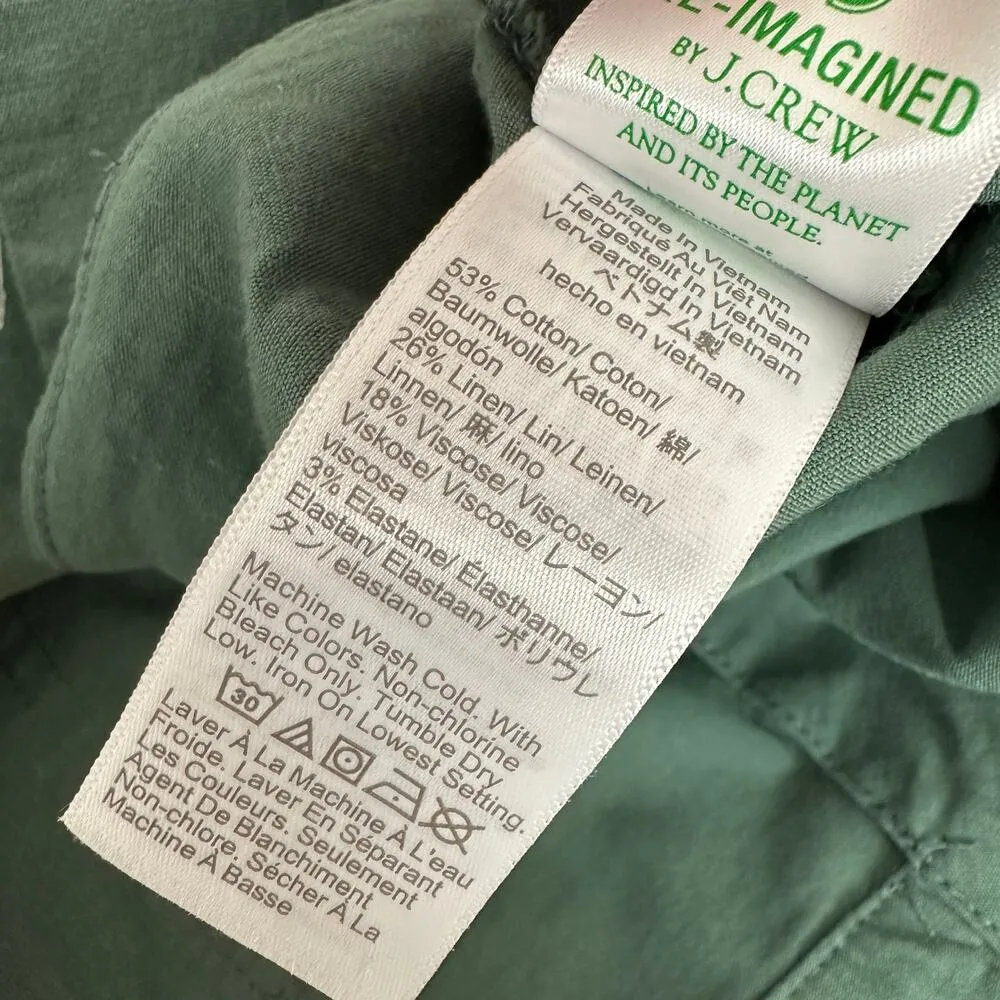 -IMAGINED
BY J.CREW
INSPIRED BY THE PLANET
AND ITS PEOPLE.
Made In Vietnam
Fabriqué Au Viêt Nam
Hergestellt In Vietnam
Vervaardigd In Vietnam
ベトナム製
hecho en vietnam
53% Cotton/ Coton/
Baumwolle/ Katoen/ 綿/
algodón
26% Linen/ Lin/ Leinen/
Linnen/ 麻/ lino
18% Viscose/ Viscose/
Viskose/ Viscose/ レーヨン/
viscosa
3% Elastane/ Élasthanne/
Elastan/ Elastaan/ ポリウレ
タン/ elastano
Machine Wash Cold. With
Like Colors. Non-chlorine
Bleach Only. Tumble Dry
Low. Iron On Lowest Setting.
30
Laver À La Machine À L'eau
Froide. Laver En Séparant
Les Couleurs. Seulement
Agent De Blanchiment
Non-chlore. Sécher À La
Machine À Basse